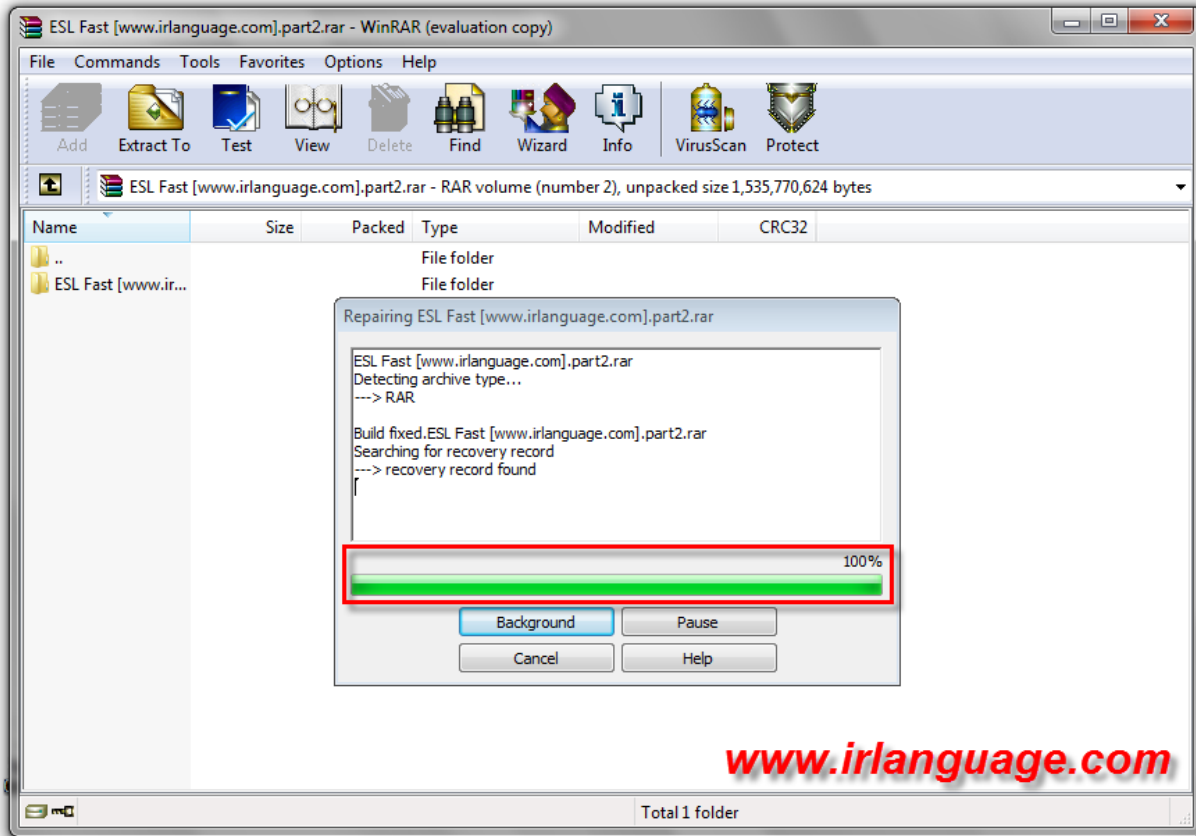 ESL Fast [www.irlanguage.com].part2.rar - WinRAR (evaluation copy)
File Commands Tools Favorites Options Help
Add Extract To Test View Delete Find Wizard Info VirusScan Protect
ESL Fast [www.irlanguage.com].part2.rar - RAR volume (number 2), unpacked size 1,535,770,624 bytes
Name Size Packed Type Modified CRC32
.. File folder
ESL Fast [www.ir... File folder
Repairing ESL Fast [www.irlanguage.com].part2.rar
ESL Fast [www.irlanguage.com].part2.rar
Detecting archive type...
---> RAR
Build fixed.ESL Fast [www.irlanguage.com].part2.rar
Searching for recovery record
---> recovery record found
100%
Background Pause
Cancel Help
www.irlanguage.com
Total 1 folder